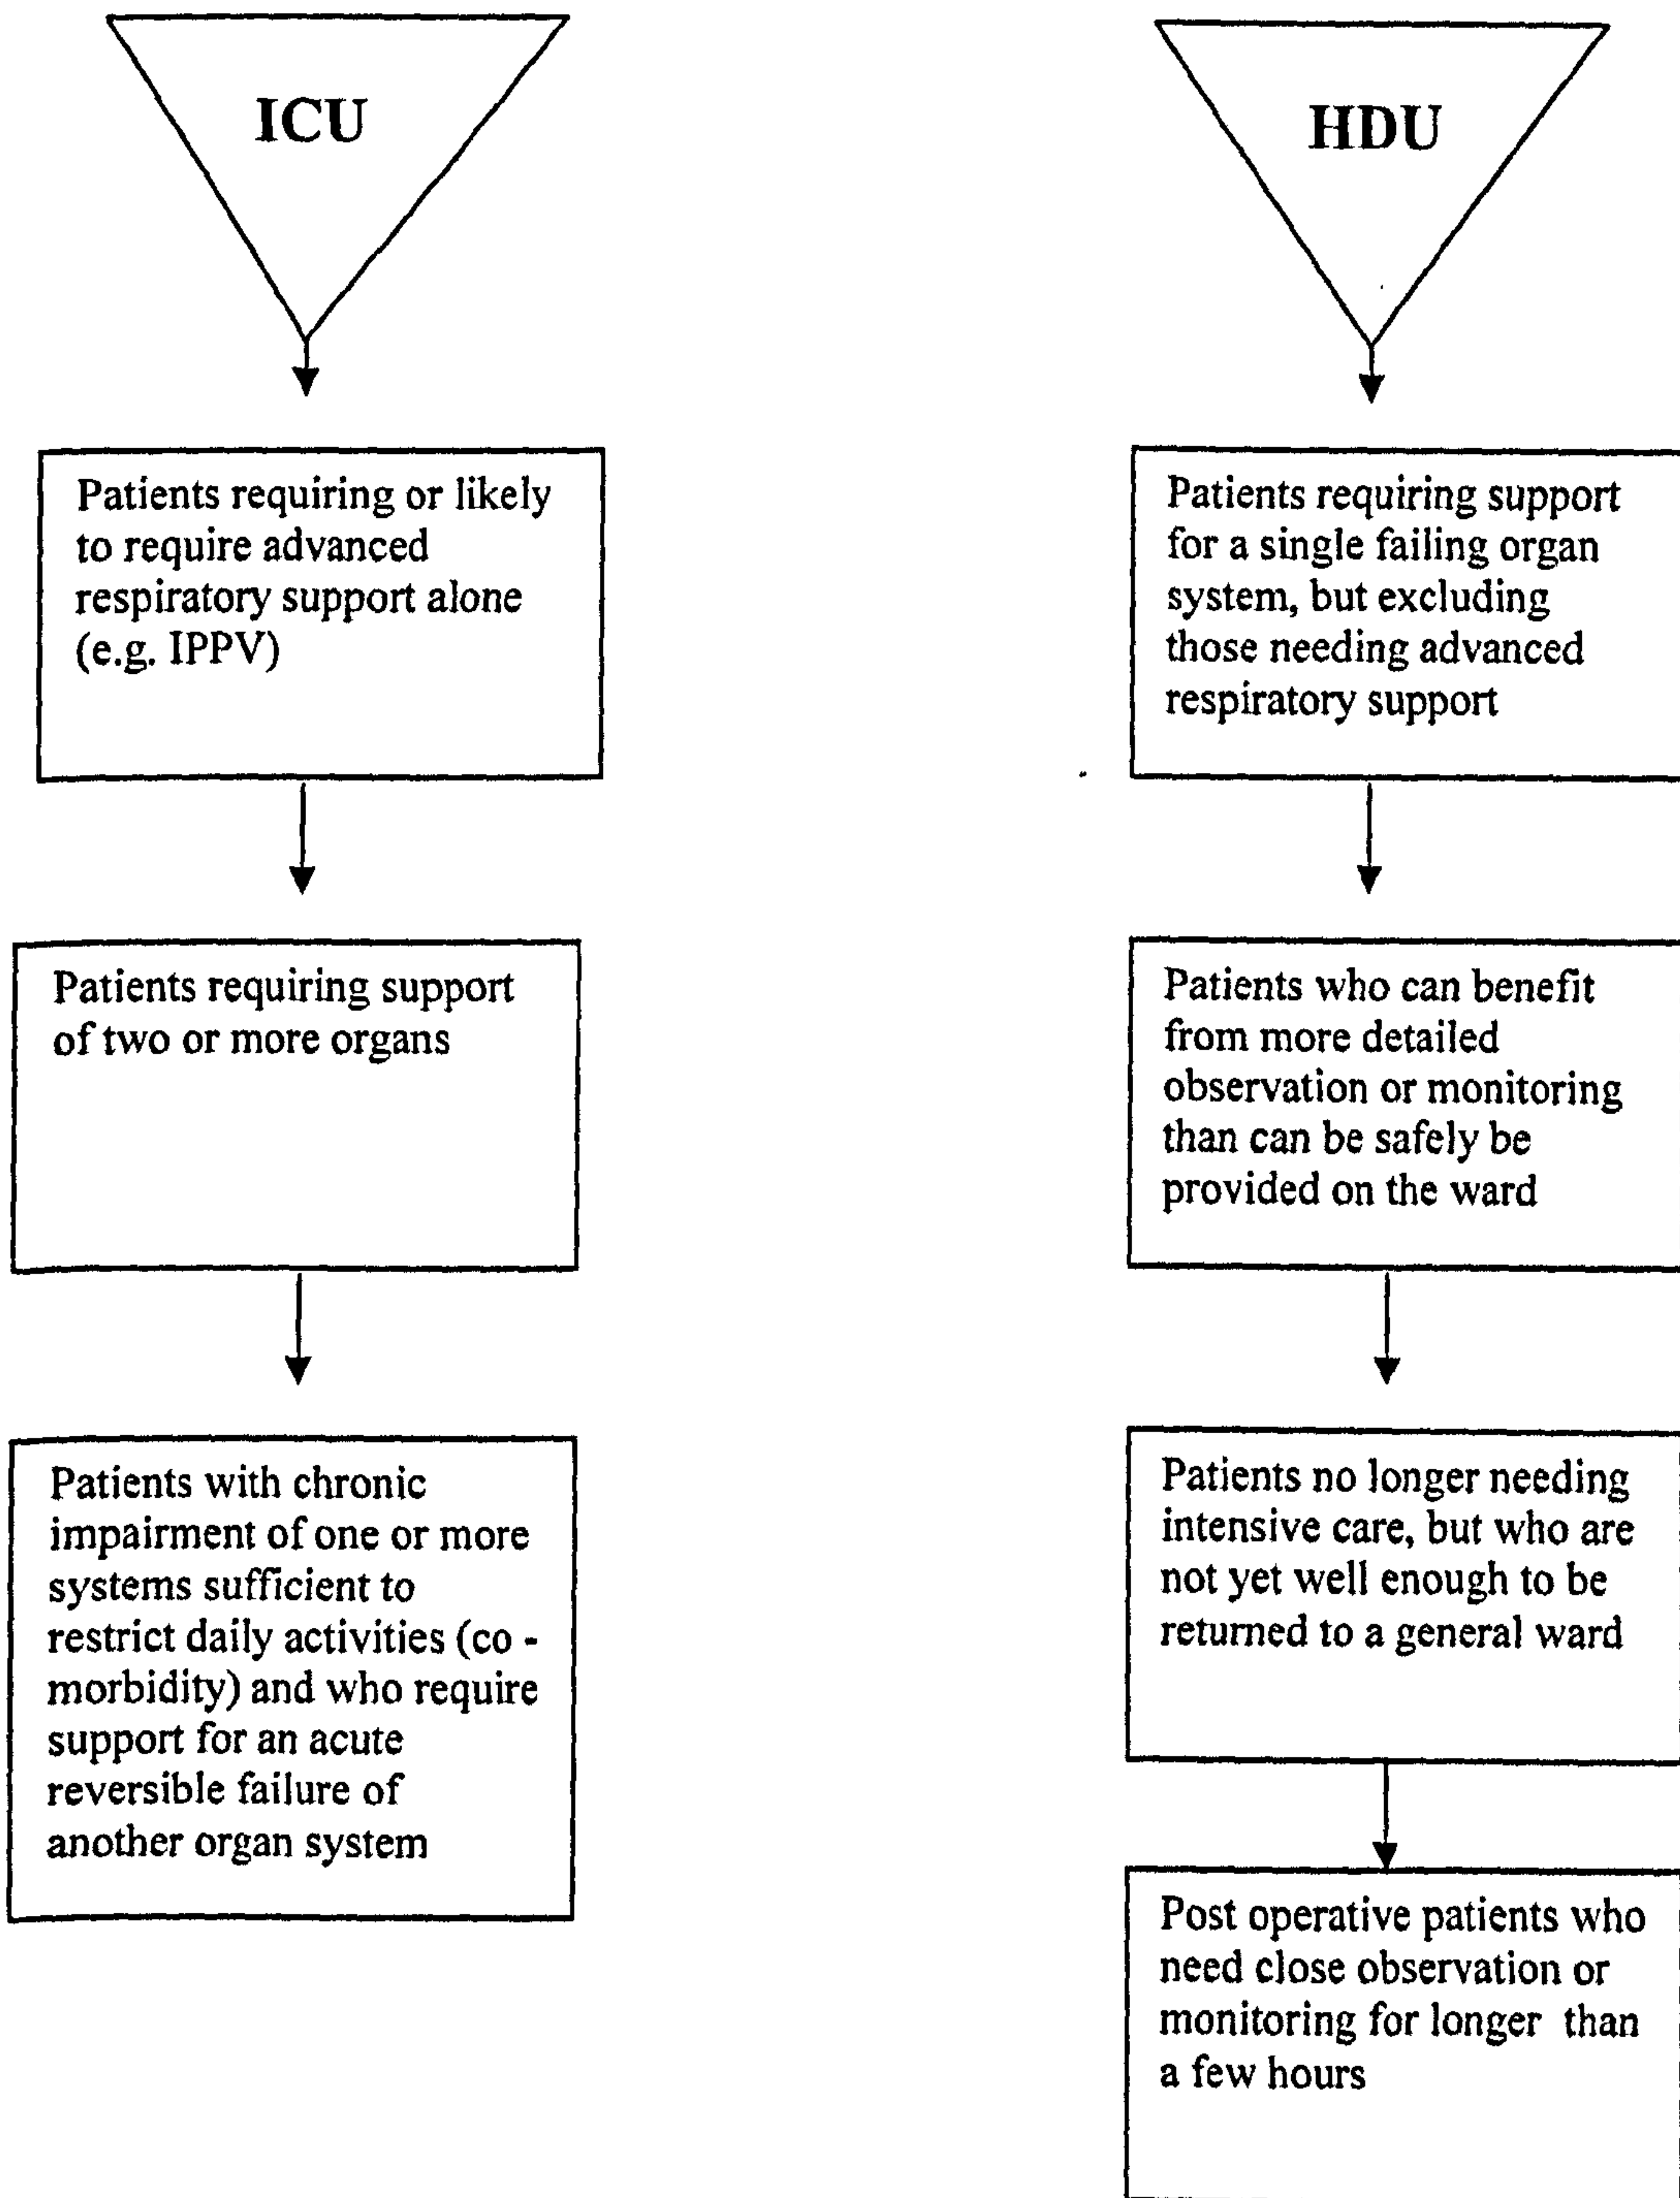 ICU
Patients requiring or likely
to require advanced
respiratory support alone
(e.g. IPPV)
Patients requiring support
of two or more organs
Patients with chronic
impairment of one or more
systems sufficient to
restrict daily activities (co -
morbidity) and who require
support for an acute
reversible failure of
another organ system
HDU
Patients requiring support
for a single failing organ
system, but excluding
those needing advanced
respiratory support
Patients who can benefit
from more detailed
observation or monitoring
than can be safely be
provided on the ward
Patients no longer needing
intensive care, but who are
not yet well enough to be
returned to a general ward
Post operative patients who
need close observation or
monitoring for longer than
a few hours